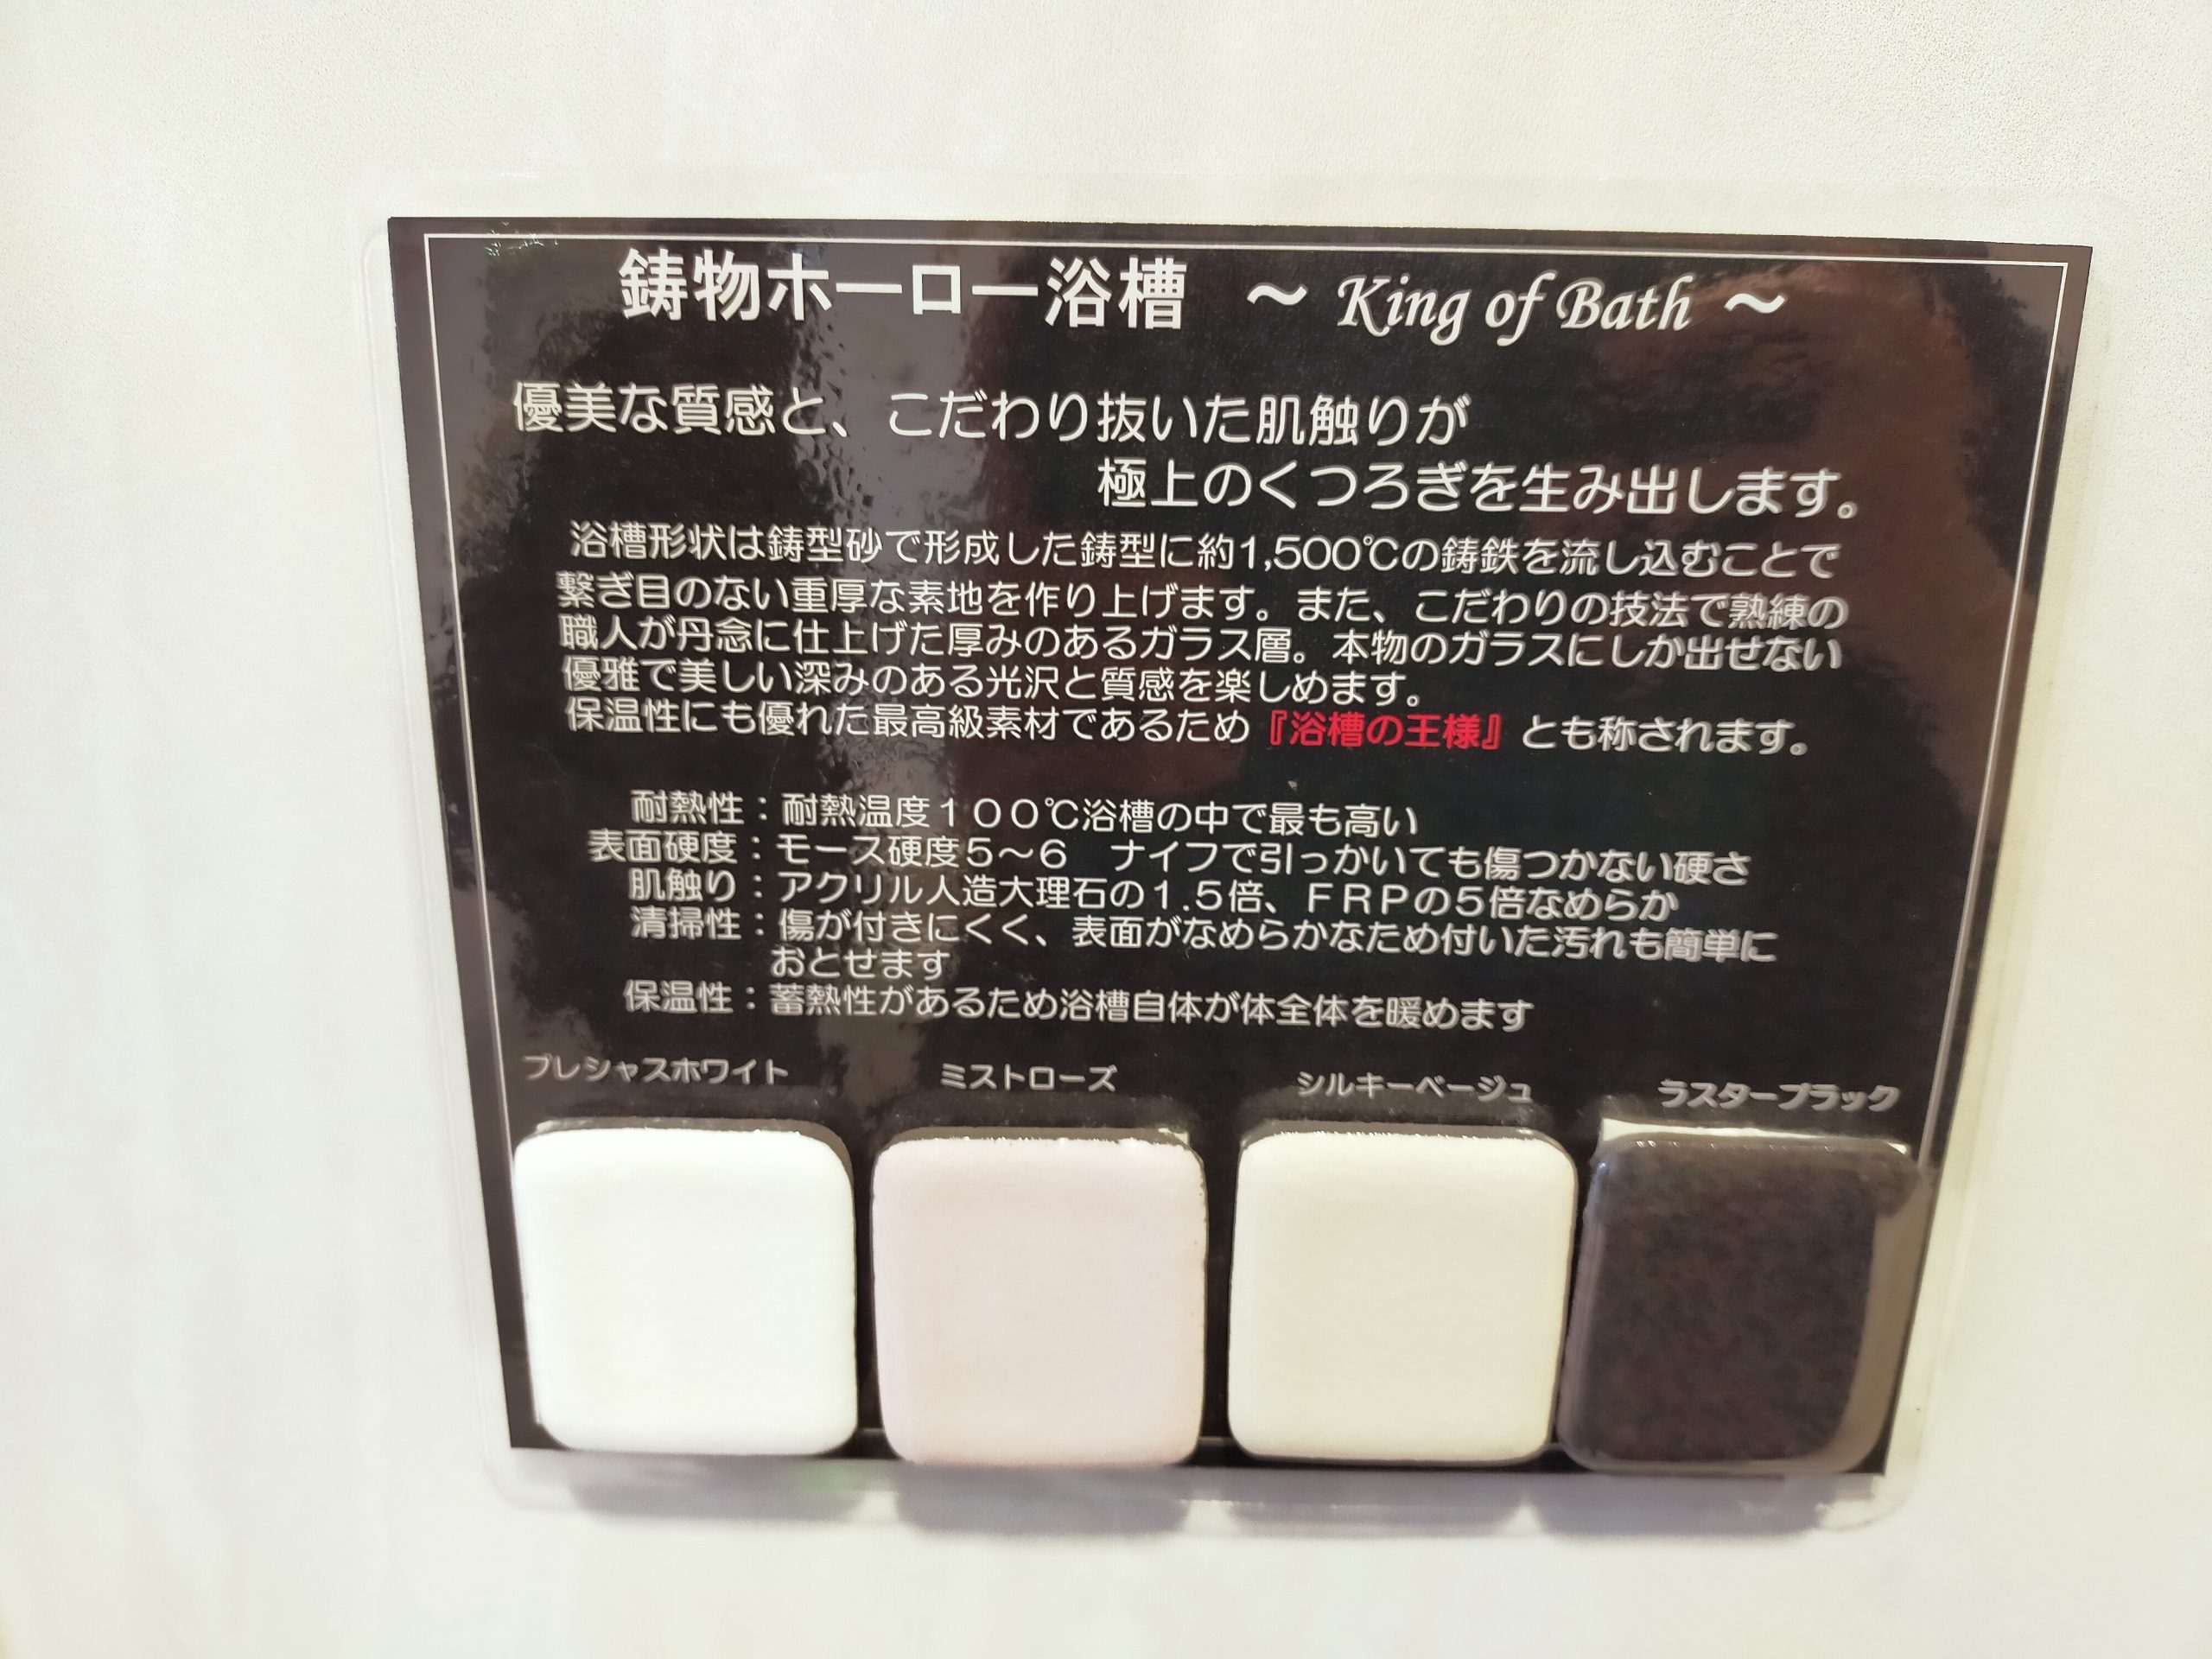 鋳物ホーロー浴槽 ～ King of Bath ～
優美な質感と、こだわり抜いた肌触りが
極上のくつろぎを生み出します。
浴槽形状は鋳型砂で形成した鋳型に約1,500℃の鋳鉄を流し込むことで
繋ぎ目のない重厚な素地を作り上げます。また、こだわりの技法で熟練の
職人が丹念に仕上げた厚みのあるガラス層。本物のガラスにしか出せない
優雅で美しい深みのある光沢と質感を楽しめます。
保温性にも優れた最高級素材であるため『浴槽の王様』とも称されます。
耐熱性：耐熱温度１００℃浴槽の中で最も高い
表面硬度：モース硬度５～６　ナイフで引っかいても傷つかない硬さ
肌触り：アクリル人造大理石の１.５倍、ＦＲＰの５倍なめらか
清掃性：傷が付きにくく、表面がなめらかなため付いた汚れも簡単に
おとせます
保温性：蓄熱性があるため浴槽自体が体全体を暖めます
プレシャスホワイト　ミストローズ　シルキーベージュ　ラスターブラック